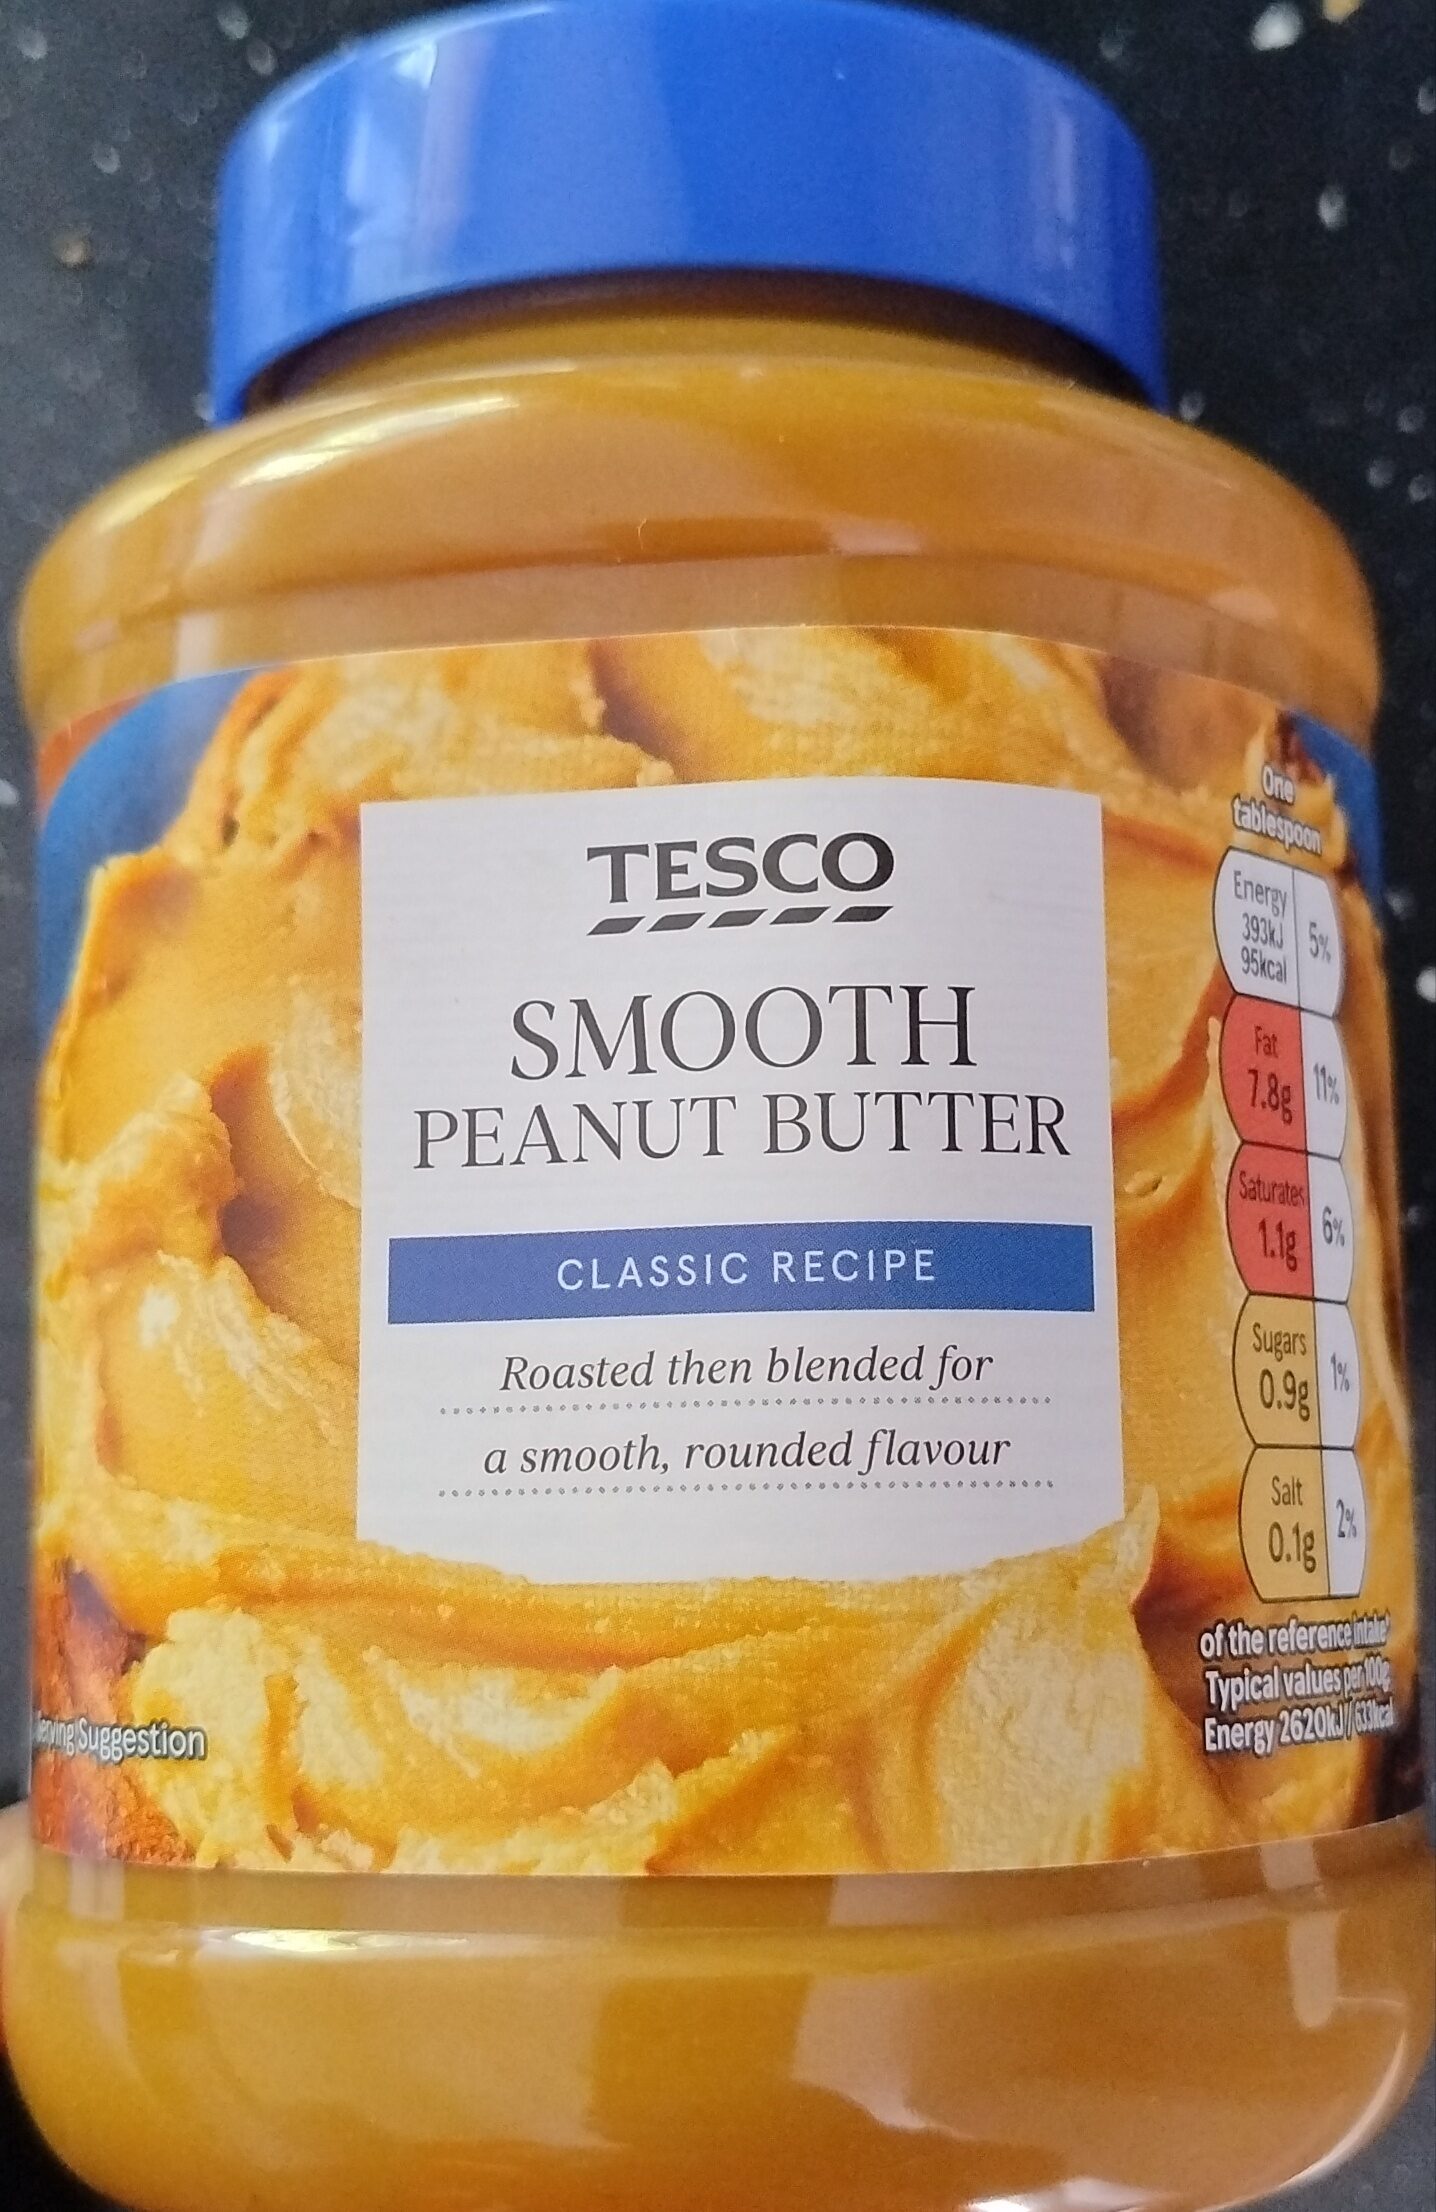 TESCO
SMOOTH
PEANUT BUTTER
CLASSIC RECIPE
Roasted then blended for
a smooth, rounded flavour
One
tablespoon
Energy
393kJ
95kcal
5%
Fat
7.8g
11%
Saturates
1.1g
6%
Sugars
0.9g
1%
Salt
0.1g
2%
of the reference intake*
Typical values per 100g
Energy 2620kJ / 633kcal
Serving Suggestion